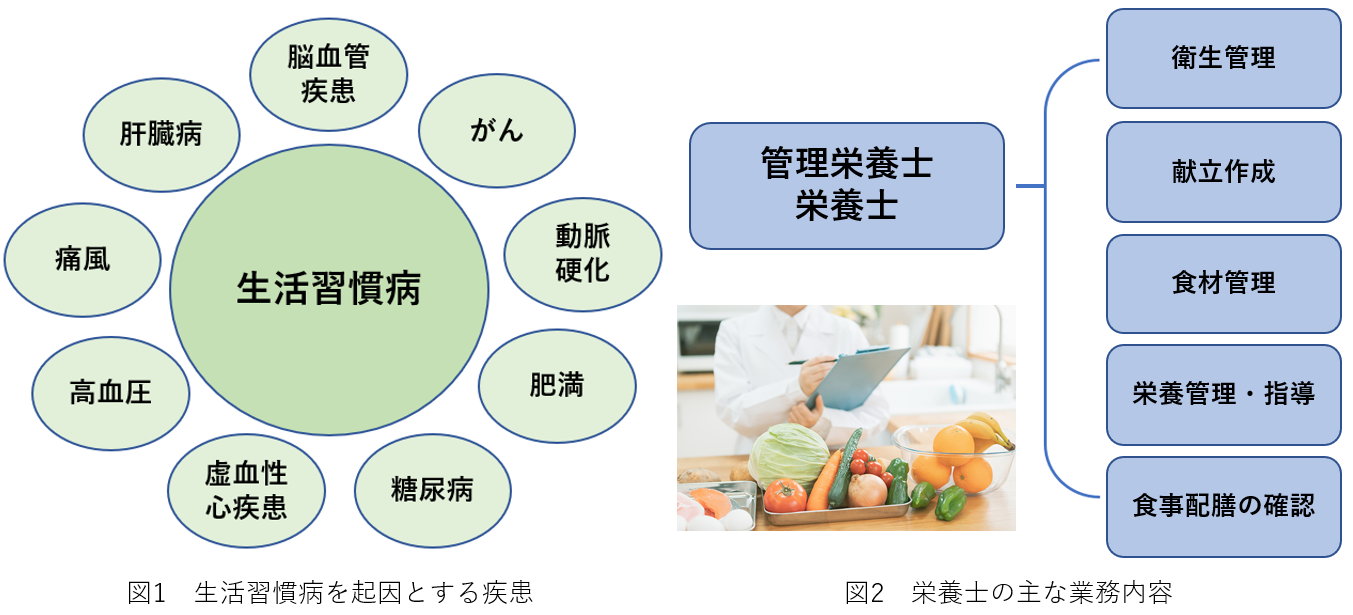 脳血管
疾患
がん
動脈
硬化
肥満
糖尿病
虚血性
心疾患
高血圧
痛風
肝臓病
生活習慣病
図1　生活習慣病を起因とする疾患
管理栄養士
栄養士
衛生管理
献立作成
食材管理
栄養管理・指導
食事配膳の確認
図2　栄養士の主な業務内容